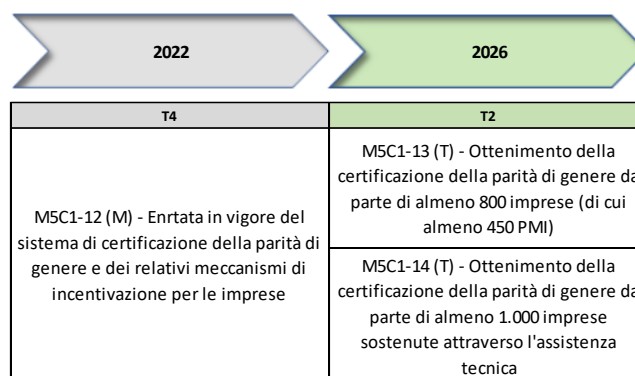 2022
2026
T4
T2
M5C1-12 (M) - Enrtata in vigore del
sistema di certificazione della parità di
genere e dei relativi meccanismi di
incentivazione per le imprese
M5C1-13 (T) - Ottenimento della
certificazione della parità di genere da
parte di almeno 800 imprese (di cui
almeno 450 PMI)
M5C1-14 (T) - Ottenimento della
certificazione della parità di genere da
parte di almeno 1.000 imprese
sostenute attraverso l'assistenza
tecnica